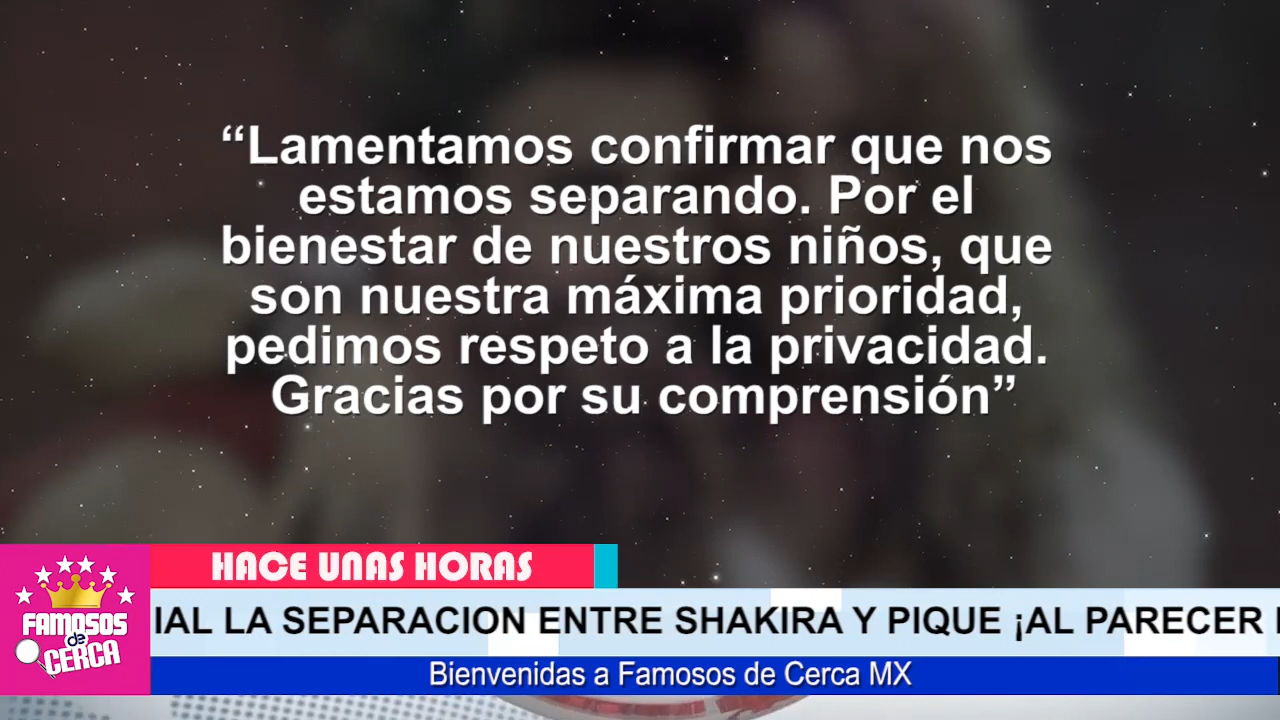 “Lamentamos confirmar que nos
estamos separando. Por el
bienestar de nuestros niños, que
son nuestra máxima prioridad,
pedimos respeto a la privacidad.
Gracias por su comprensión”
HACE UNAS HORAS
FAMOSOS
de
CERCA
IAL LA SEPARACION ENTRE SHAKIRA Y PIQUE ¡AL PARECER
Bienvenidas a Famosos de Cerca MX